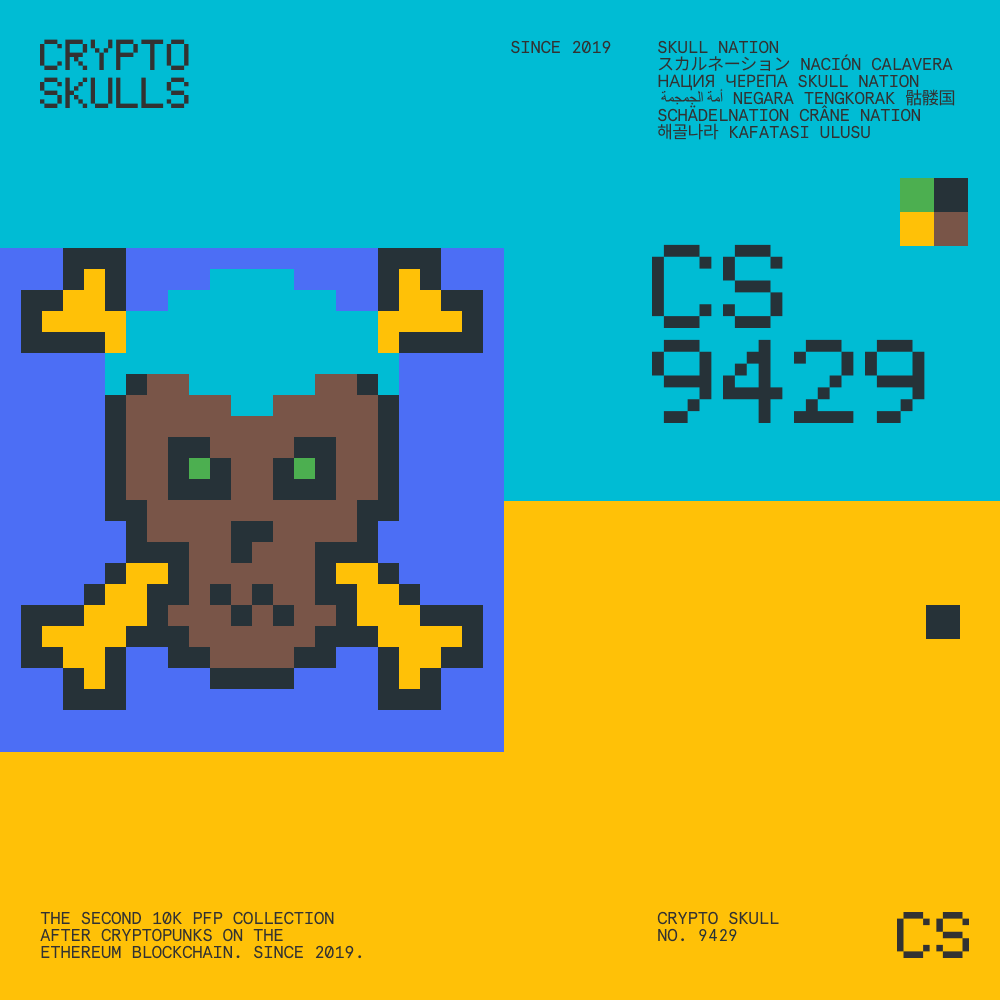 CRYPTO
SKULLS
SINCE 2019
SKULL NATION
スカルネーション NACIÓN CALAVERA
НАЦИЯ ЧЕРЕПА SKULL NATION
أمة الجمجمة NEGARA TENGKORAK 骷髅国
SCHÄDELNATION CRÂNE NATION
해골나라 KAFATASI ULUSU
CS
9429
THE SECOND 10K PFP COLLECTION
AFTER CRYPTOPUNKS ON THE
ETHEREUM BLOCKCHAIN. SINCE 2019.
CRYPTO SKULL
NO. 9429
CS